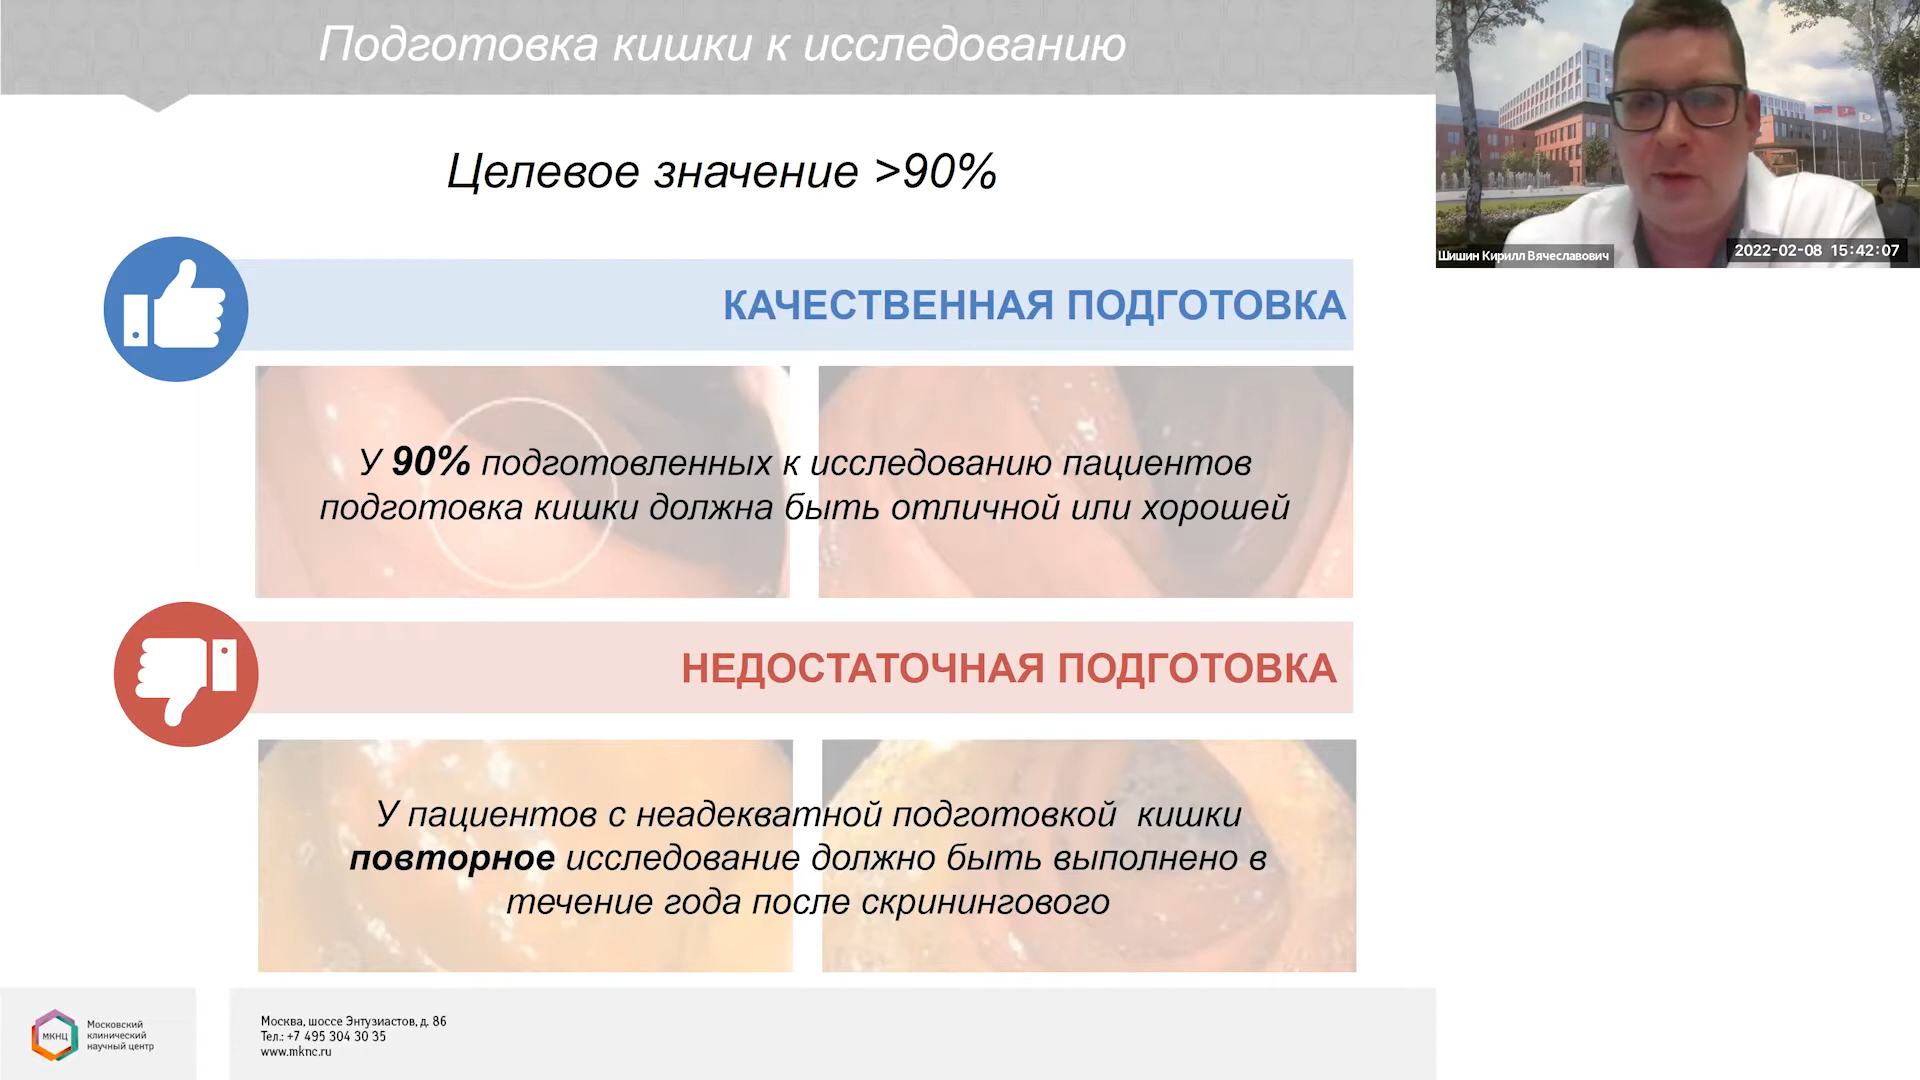 Подготовка кишки к исследованию
Целевое значение >90%
КАЧЕСТВЕННАЯ ПОДГОТОВКА
У 90% подготовленных к исследованию пациентов
подготовка кишки должна быть отличной или хорошей
НЕДОСТАТОЧНАЯ ПОДГОТОВКА
У пациентов с неадекватной подготовкой кишки
повторное исследование должно быть выполнено в
течение года после скринингового
МКНЦ
Московский
клинический
научный центр
Москва, шоссе Энтузиастов, д. 86
Тел.: +7 495 304 30 35
www.mknc.ru
Шишин Кирилл Вячеславович
2022-02-08 15:42:07